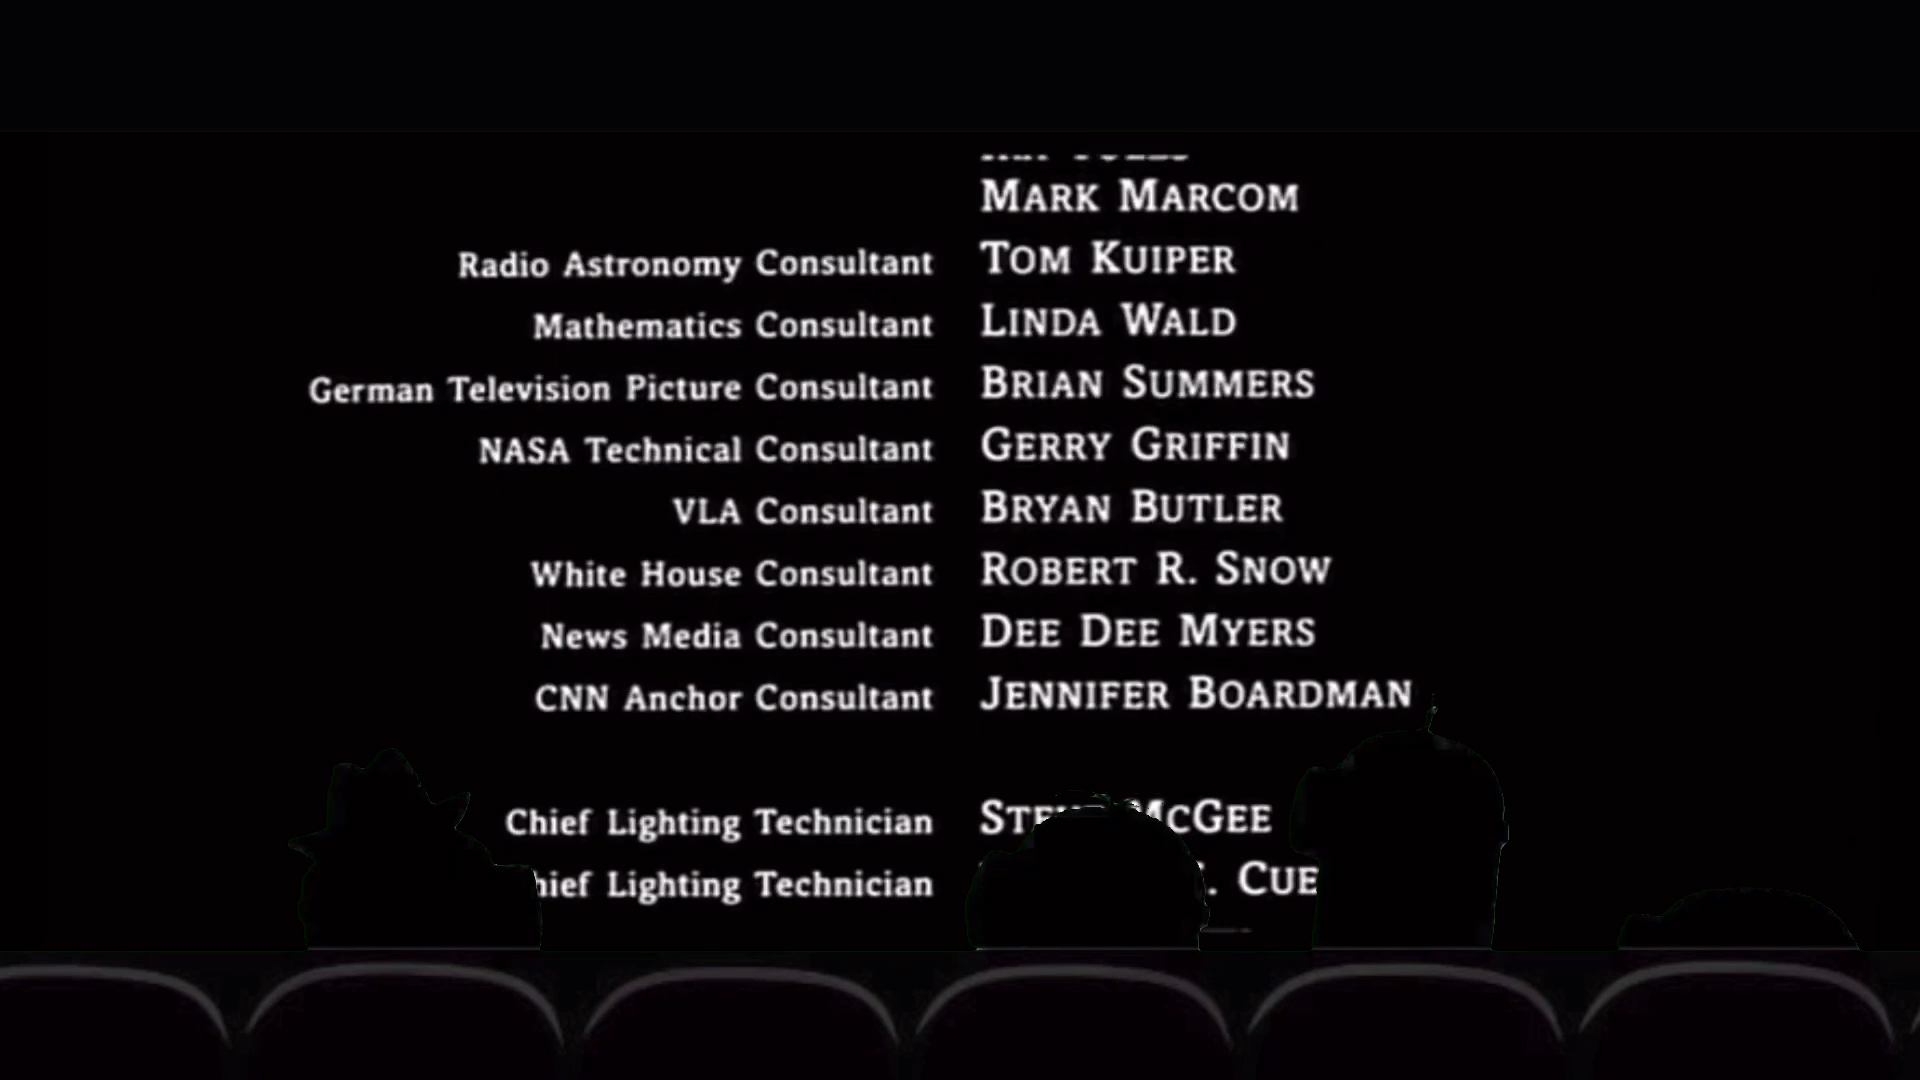 MARK MARCOM
Radio Astronomy Consultant TOM KUIPER
Mathematics Consultant LINDA WALD
German Television Picture Consultant BRIAN SUMMERS
NASA Technical Consultant GERRY GRIFFIN
VLA Consultant BRYAN BUTLER
White House Consultant ROBERT R. SNOW
News Media Consultant DEE DEE MYERS
CNN Anchor Consultant JENNIFER BOARDMAN
Chief Lighting Technician MCGEE
Lighting Technician